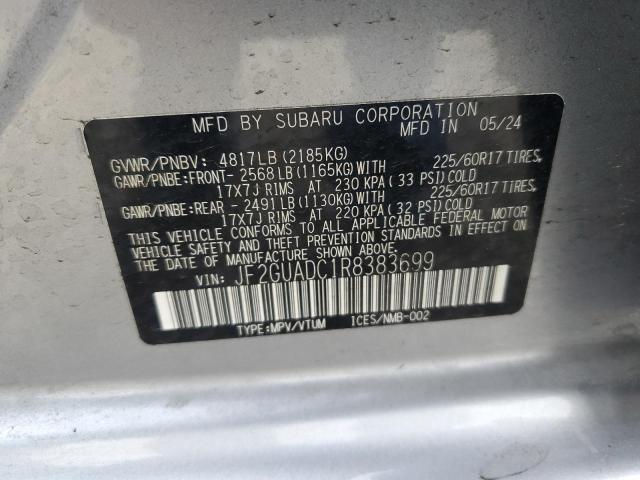 MFD BY SUBARU CORPORATION
MFD IN 05/24
GVWR/PNBV: 4817LB(2185KG)
GAWR/PNBE:FRONT- 2568LB(1165KG)WITH 225/60R17 TIRES,
17X7J RIMS AT 230 KPA(33 PSI)COLD
GAWR/PNBE:REAR - 2491LB(1130KG)WITH 225/60R17 TIRES,
17X7J RIMS AT 220 KPA(32 PSI)COLD
THIS VEHICLE CONFORMS TO ALL APPLICABLE FEDERAL MOTOR
VEHICLE SAFETY AND THEFT PREVENTION STANDARDS IN EFFECT ON
THE DATE OF MANUFACTURE SHOWN ABOVE.
VIN: JF2GUADC1R8383699
TYPE:MPV/VTUM ICES/NMB-002